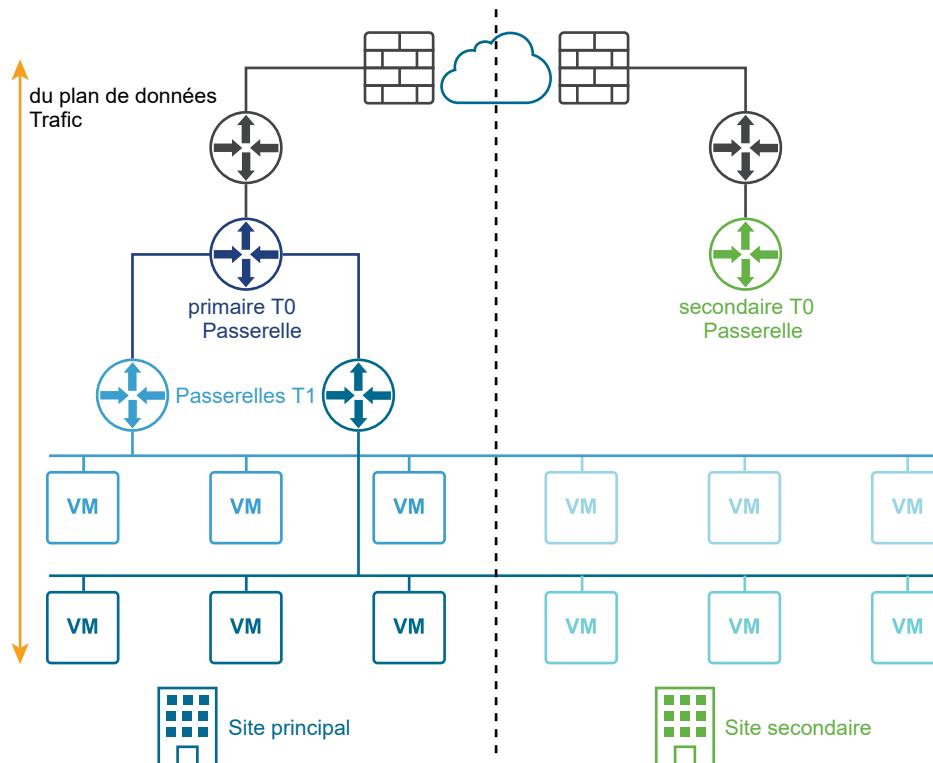 du plan de données
Trafic
primaire T0
Passerelle
secondaire T0
Passerelle
Passerelles T1
VM VM VM VM VM VM
VM VM VM VM VM VM
Site principal
Site secondaire